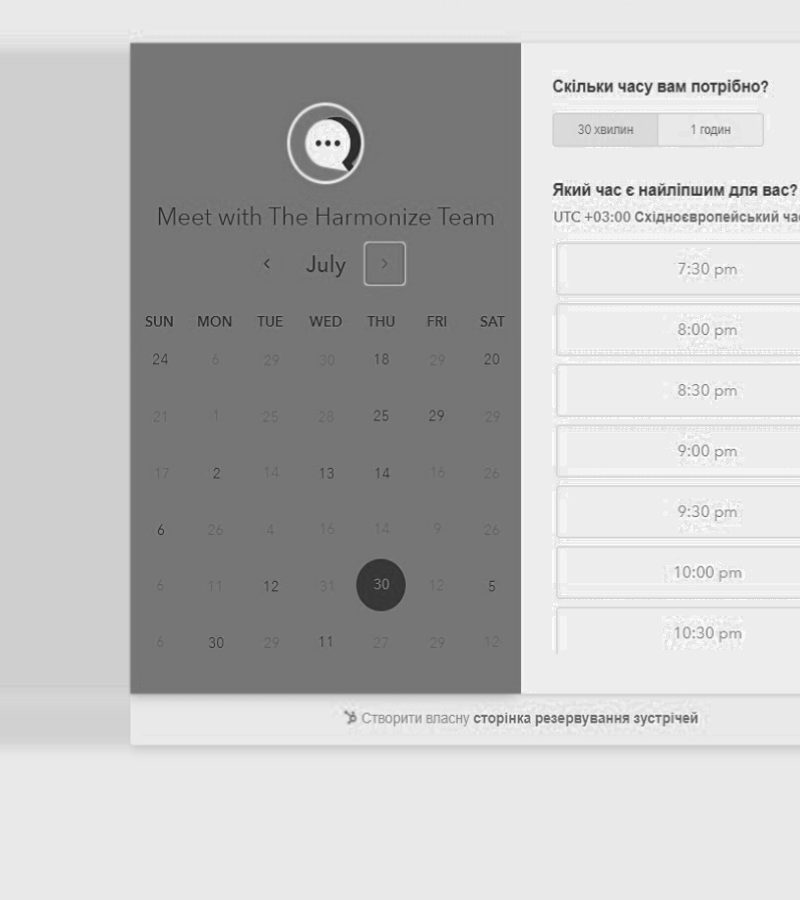 Meet with The Harmonize Team
July
SUN MON TUE WED THU FRI SAT
24 6 29 30 18 29 20
21 1 25 28 25 29 29
17 2 14 13 14 16 26
6 26 4 16 14 9 26
6 11 12 31 30 12 5
6 30 29 11 27 29 12
Скільки часу вам потрібно?
30 хвилин 1 годин
Який час є найліпшим для вас?
UTC +03:00 Східноєвропейський час
7:30 pm
8:00 pm
8:30 pm
9:00 pm
9:30 pm
10:00 pm
10:30 pm
Створити власну сторінка резервування зустрічей